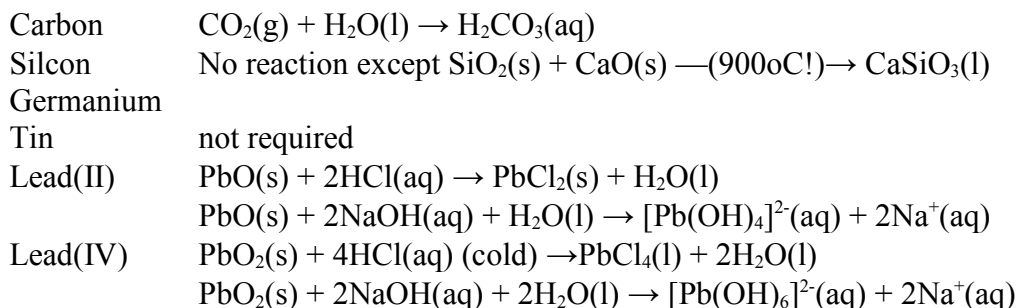 Carbon CO₂(g) + H₂O(l) → H₂CO₃(aq)
Silcon No reaction except SiO₂(s) + CaO(s) —(900oC!)→ CaSiO₃(l)
Germanium
Tin not required
Lead(II) PbO(s) + 2HCl(aq) → PbCl₂(s) + H₂O(l)
PbO(s) + 2NaOH(aq) + H₂O(l) → [Pb(OH)₄]²⁻(aq) + 2Na⁺(aq)
Lead(IV) PbO₂(s) + 4HCl(aq) (cold) →PbCl₄(l) + 2H₂O(l)
PbO₂(s) + 2NaOH(aq) + 2H₂O(l) → [Pb(OH)₆]²⁻(aq) + 2Na⁺(aq)